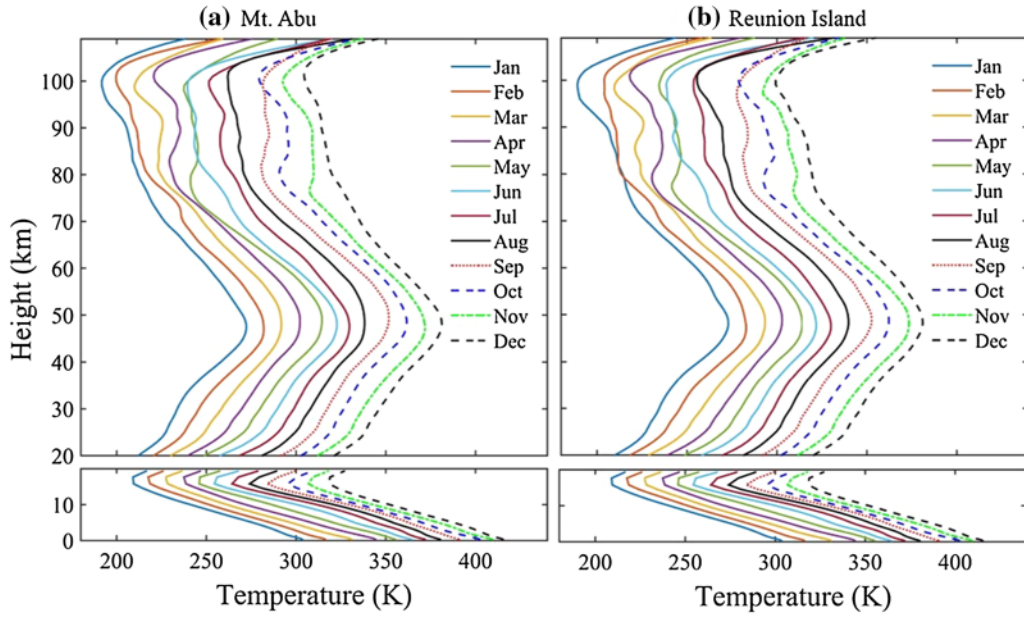 (a) Mt. Abu
(b) Reunion Island
Height (km)
100
90
80
70
60
50
40
30
20
10
0
Jan
Feb
Mar
Apr
May
Jun
Jul
Aug
Sep
Oct
Nov
Dec
Jan
Feb
Mar
Apr
May
Jun
Jul
Aug
Sep
Oct
Nov
Dec
200 250 300 350 400
200 250 300 350 400
Temperature (K)
Temperature (K)